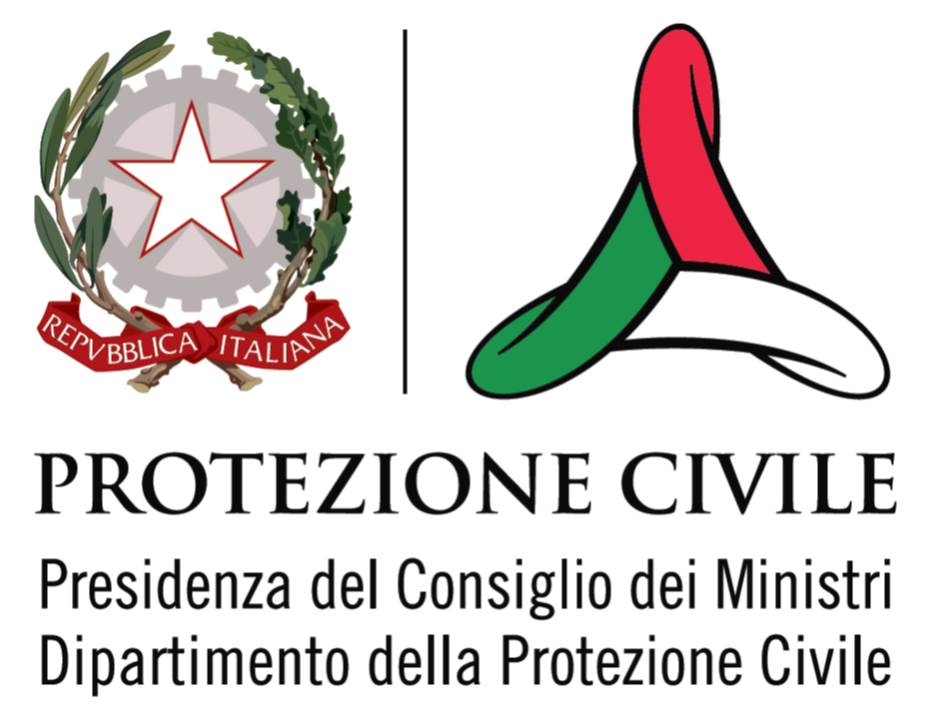 REPVBBLICA ITALIANA
PROTEZIONE CIVILE
Presidenza del Consiglio dei Ministri
Dipartimento della Protezione Civile